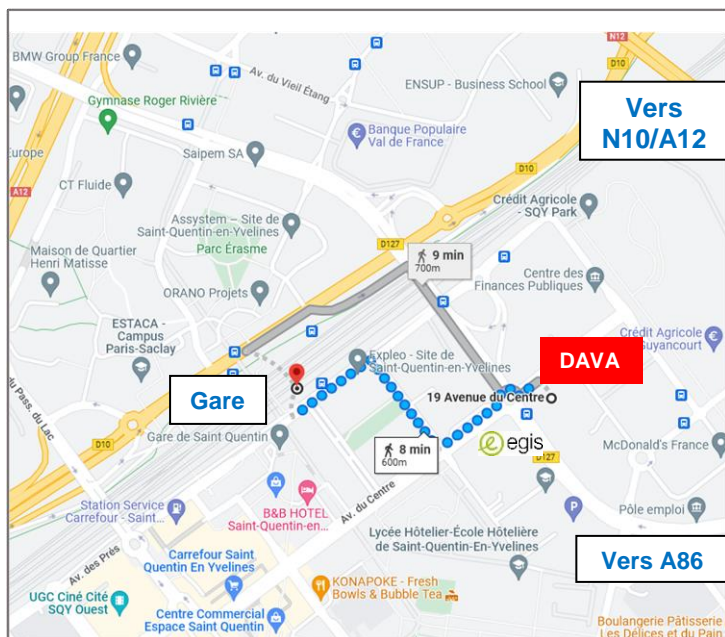 BMW Group France
Av. du Vieil Étang
D10
N12
ENSUP - Business School
Vers
N10/A12
Gymnase Roger Rivière
Banque Populaire
Val de France
Europe
Saipem SA
D10
A12
CT Fluide
Crédit Agricole
- SQY Park
Assystem – Site de
Saint-Quentin-en-Yvelines
Parc Érasme
D127
Maison de Quartier
Henri Matisse
9 min
700m
Centre des
Finances Publiques
ORANO Projets
ESTACA -
Campus
Paris-Saclay
Crédit Agricole
Guyancourt
Expleo - Site de
Saint-Quentin-en-Yvelines
DAVA
Gare
19 Avenue du Centre
du Pass. du Lac
Gare de Saint Quentin
egis
D10
8 min
600m
McDonald's France
D127
B&B HOTEL
Saint-Quentin-en...
Av. du Centre
Station Service
Carrefour - Saint...
Pôle emploi
Lycée Hôtelier-École Hôtelière
de Saint-Quentin-En-Yvelines
Av. des Prés
Carrefour Saint
Quentin En Yvelines
Vers A86
UGC Ciné Cité
SQY Ouest
KONAPOKE - Fresh
Bowls & Bubble Tea
Centre Commercial
Espace Saint Quentin
Boulangerie Pâtisserie
Les Délices et du Pais